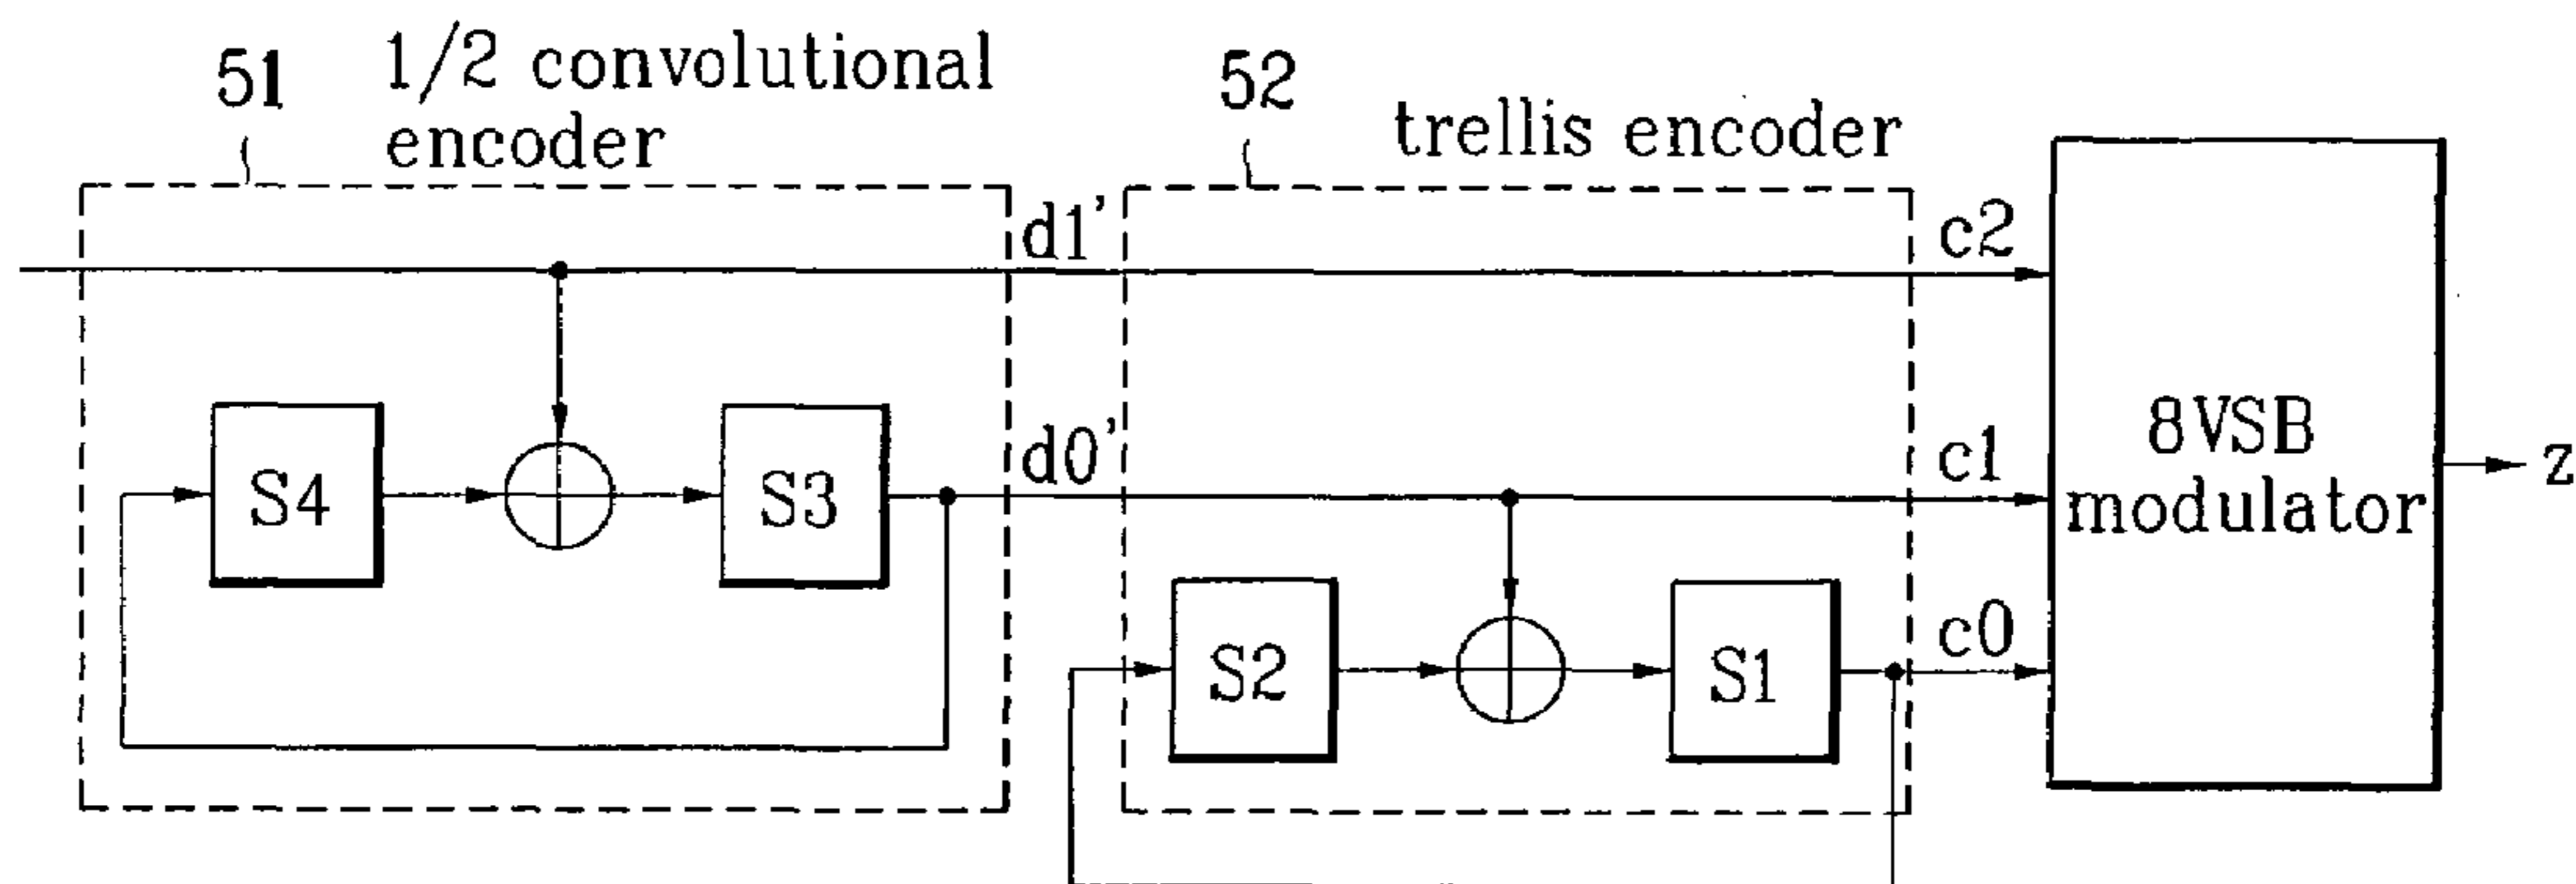 51
1/2 convolutional
encoder
52
trellis encoder
d1'
c2
S4
S3
d0'
c1
8VSB
modulator
z
S2
S1
c0